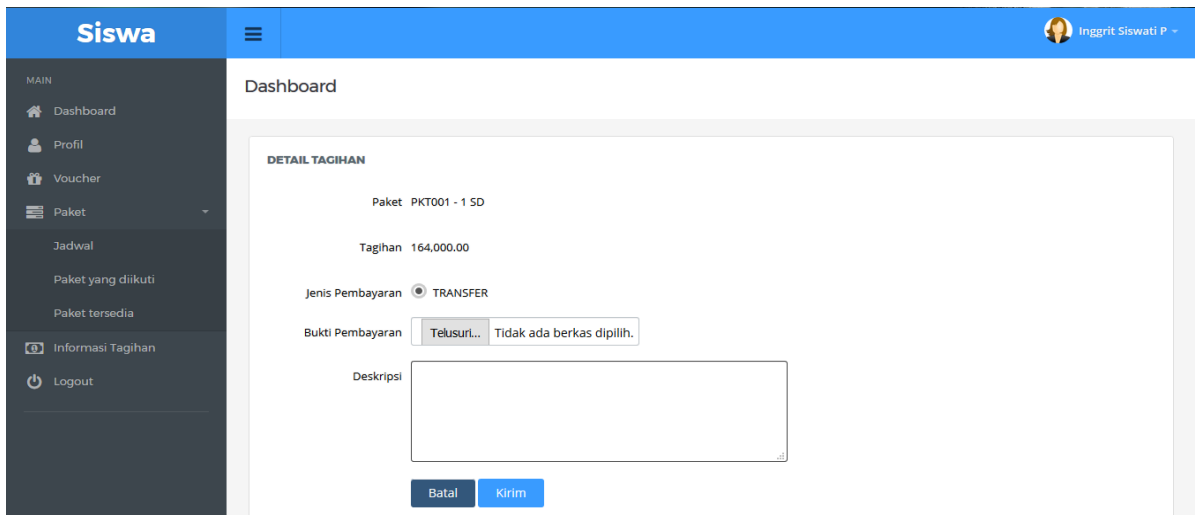 Siswa
Inggrit Siswati P
MAIN
Dashboard
Profil
Voucher
Paket
Jadwal
Paket yang diikuti
Paket tersedia
Informasi Tagihan
Logout
Dashboard
DETAIL TAGIHAN
Paket PKT001 - 1 SD
Tagihan 164,000.00
Jenis Pembayaran TRANSFER
Bukti Pembayaran Telusuri... Tidak ada berkas dipilih.
Deskripsi
Batal Kirim